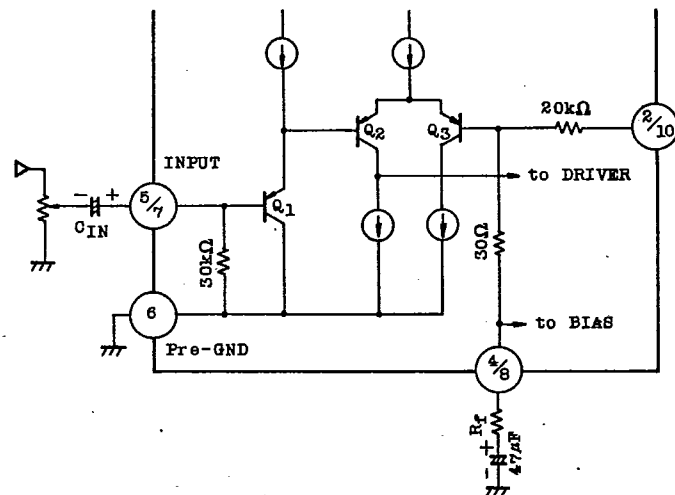 20kΩ
2/10
Q2
Q3
INPUT
to DRIVER
- +
5/7
Q1
CIN
30kΩ
30Ω
6
to BIAS
Pre-GND
4/8
Rf
+
47μF
-